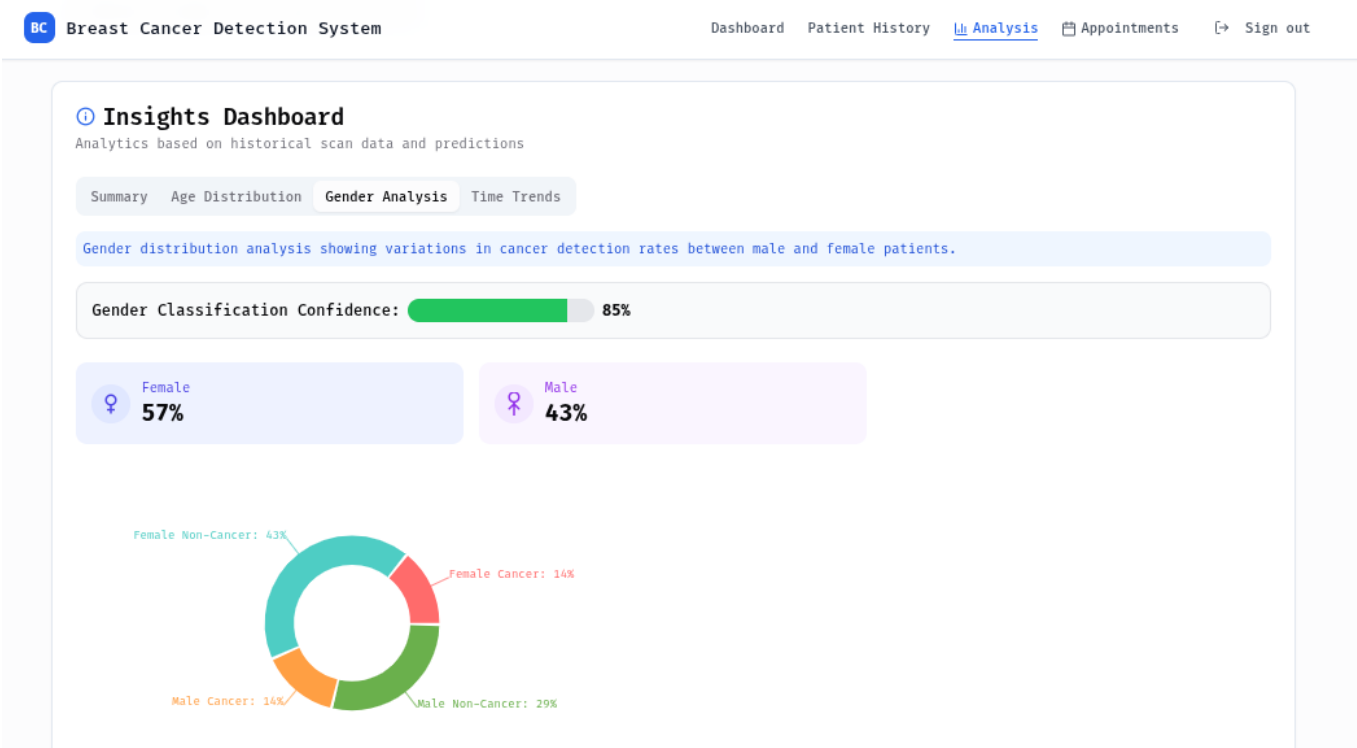 BC Breast Cancer Detection System Dashboard Patient History Analysis Appointments Sign out
Insights Dashboard
Analytics based on historical scan data and predictions
Summary Age Distribution Gender Analysis Time Trends
Gender distribution analysis showing variations in cancer detection rates between male and female patients.
Gender Classification Confidence: 85%
Female
57%
Male
43%
Female Non-Cancer: 43%
Female Cancer: 14%
Male Cancer: 14%
Male Non-Cancer: 29%